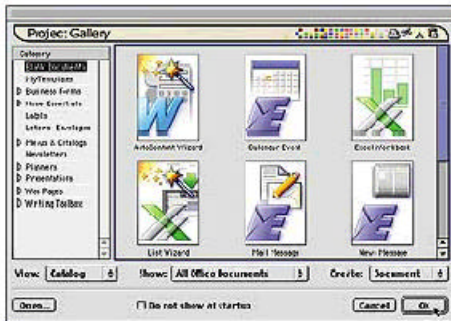 Project Gallery
Category
Blank Documents
My Templates
Business Forms
Home Essentials
Labels
Letters Envelopes
Menus & Catalogs
Newsletters
Planners
Presentations
Web Pages
Writing Toolbox
AutoContent Wizard
Calendar Event
Excel Workbook
List Wizard
Mail Message
News Message
View: Catalog
Show: All Office Documents
Create: Document
Open...
Do not show at startup
Cancel
OK